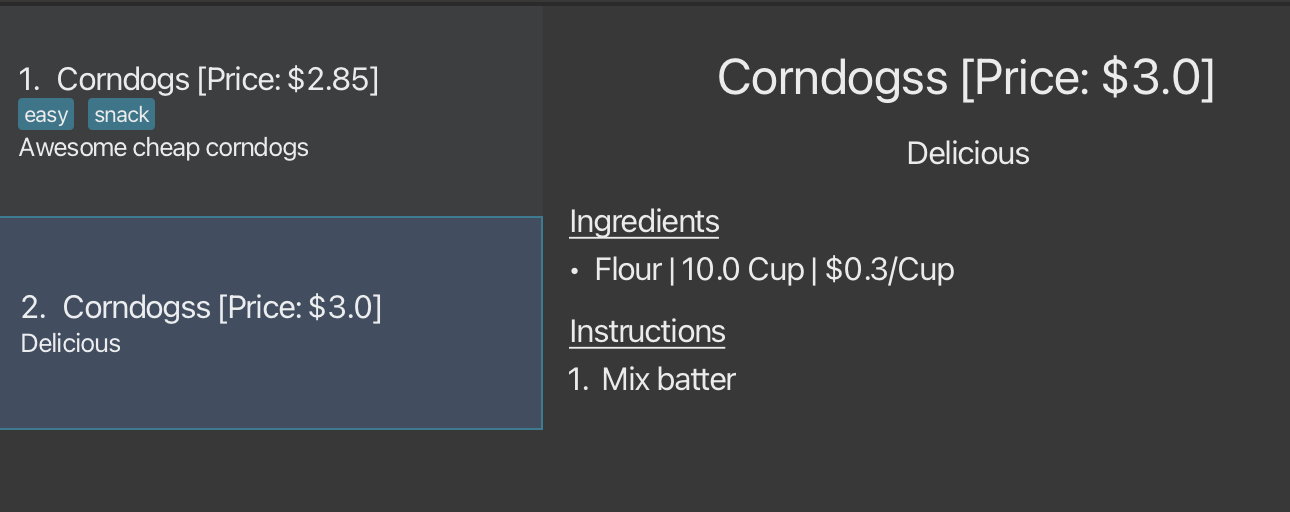 1. Corndogs [Price: $2.85]
easy snack
Awesome cheap corndogs
2. Corndogss [Price: $3.0]
Delicious
Corndogss [Price: $3.0]
Delicious
Ingredients
• Flour | 10.0 Cup | $0.3/Cup
Instructions
1. Mix batter